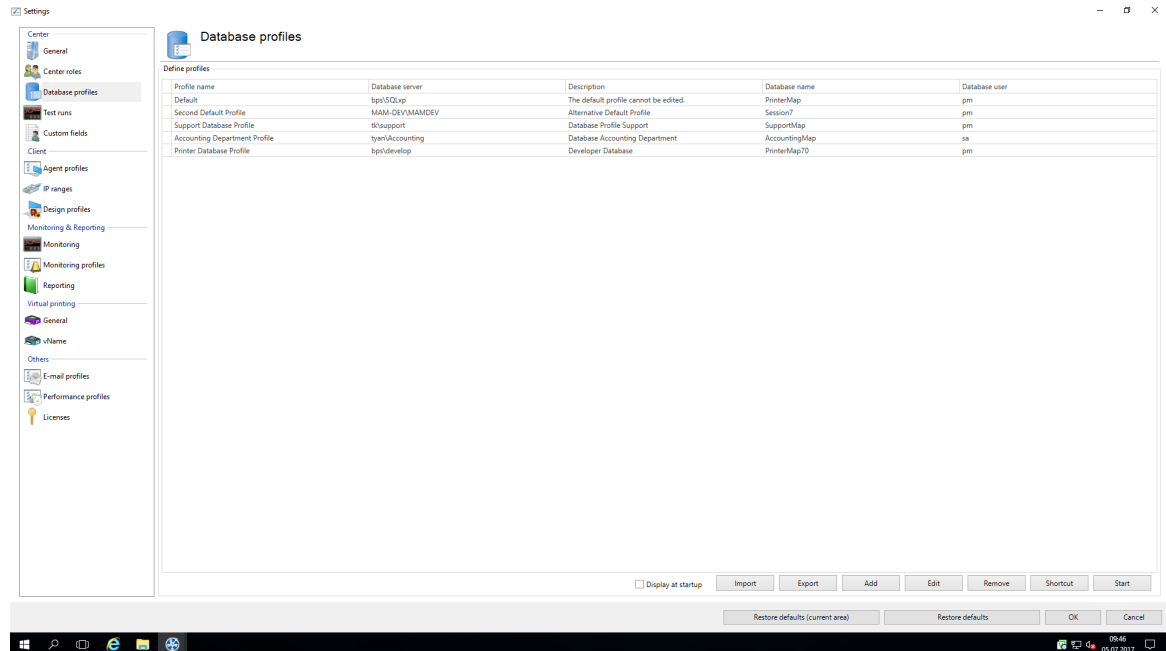 Settings
Center
General
Center roles
Database profiles
Test runs
Custom fields
Client
Agent profiles
IP ranges
Design profiles
Monitoring & Reporting
Monitoring
Monitoring profiles
Reporting
Virtual printing
General
vName
Others
E-mail profiles
Performance profiles
Licenses
Database profiles
Define profiles
Profile name Database server Description Database name Database user
Default bps\SQLxp The default profile cannot be edited. PrinterMap pm
Second Default Profile MAM-DEV\MAMDEV Alternative Default Profile Session7 pm
Support Database Profile tk\support Database Profile Support SupportMap pm
Accounting Department Profile tyan\Accounting Database Accounting Department AccountingMap sa
Printer Database Profile bps\develop Developer Database PrinterMap70 pm
Display at startup Import Export Add Edit Remove Shortcut Start
Restore defaults (current area) Restore defaults OK Cancel
09:46
05.07.2017